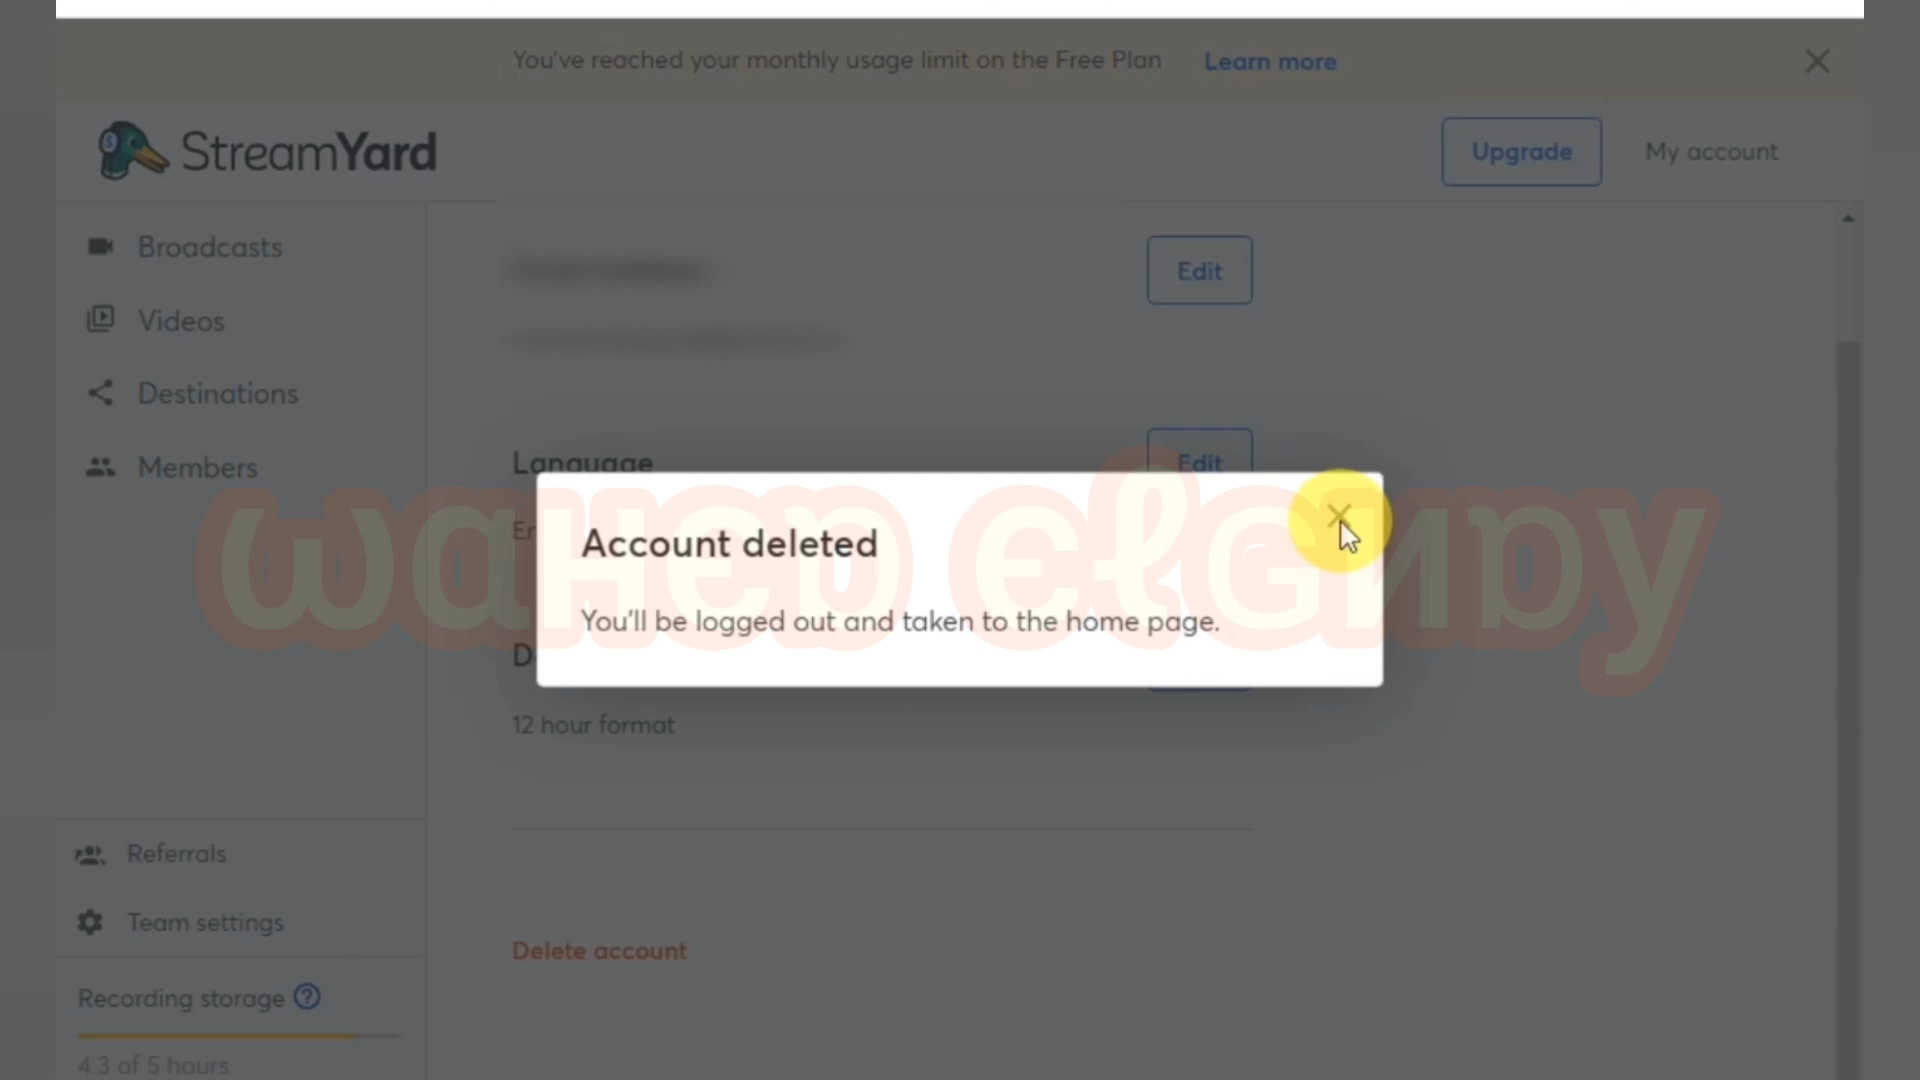 You've reached your monthly usage limit on the Free Plan Learn more
StreamYard
Upgrade
My account
Broadcasts
Videos
Destinations
Members
Edit
Language
Edit
Account deleted
You'll be logged out and taken to the home page.
12 hour format
Referrals
Team settings
Delete account
Recording storage
4.3 of 5 hours